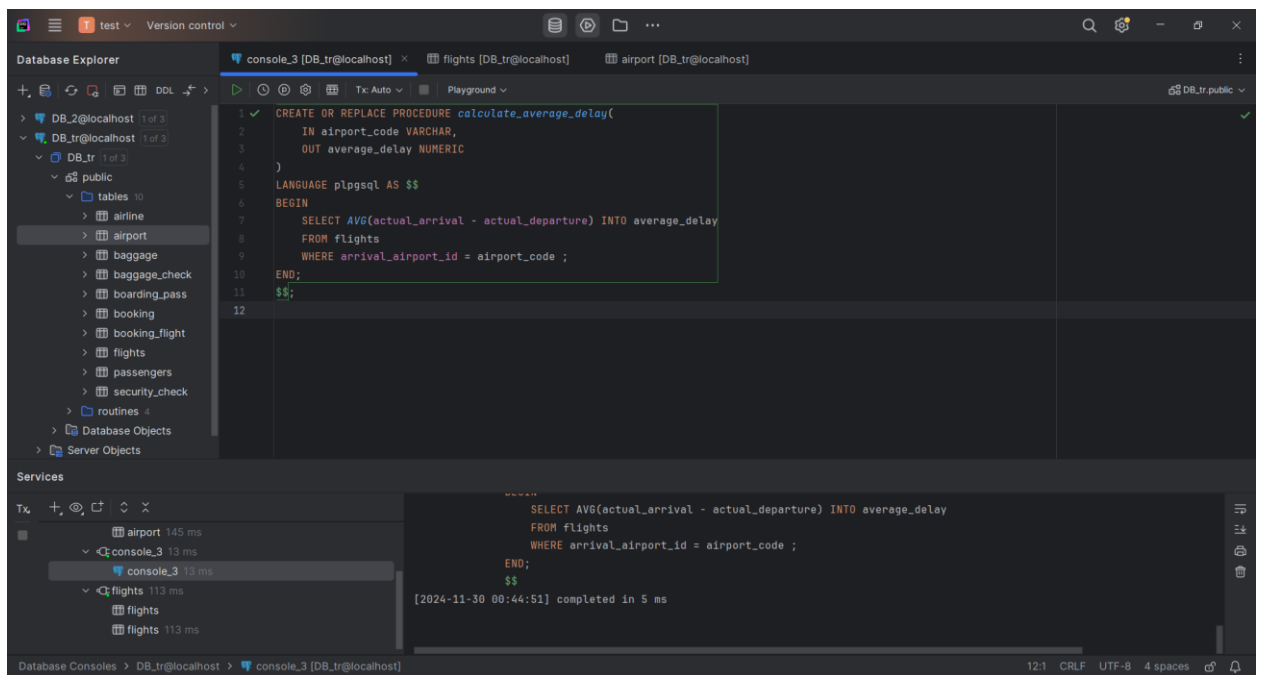 T test Version control
Database Explorer
console_3 [DB_tr@localhost] × flights [DB_tr@localhost] airport [DB_tr@localhost]
DDL
Tx: Auto Playground DB_tr.public
DB_2@localhost 1 of 3
DB_tr@localhost 1 of 3
DB_tr 1 of 3
public
tables 10
airline
airport
baggage
baggage_check
boarding_pass
booking
booking_flight
flights
passengers
security_check
routines 4
Database Objects
Server Objects
1 CREATE OR REPLACE PROCEDURE calculate_average_delay(
2 IN airport_code VARCHAR,
3 OUT average_delay NUMERIC
4 )
5 LANGUAGE plpgsql AS $$
6 BEGIN
7 SELECT AVG(actual_arrival - actual_departure) INTO average_delay
8 FROM flights
9 WHERE arrival_airport_id = airport_code ;
10 END;
11 $$;
12
Services
Tx
airport 145 ms
console_3 13 ms
console_3 13 ms
flights 113 ms
flights
flights 113 ms
BEGIN
SELECT AVG(actual_arrival - actual_departure) INTO average_delay
FROM flights
WHERE arrival_airport_id = airport_code ;
END;
$$
[2024-11-30 00:44:51] completed in 5 ms
Database Consoles > DB_tr@localhost > console_3 [DB_tr@localhost] 12:1 CRLF UTF-8 4 spaces